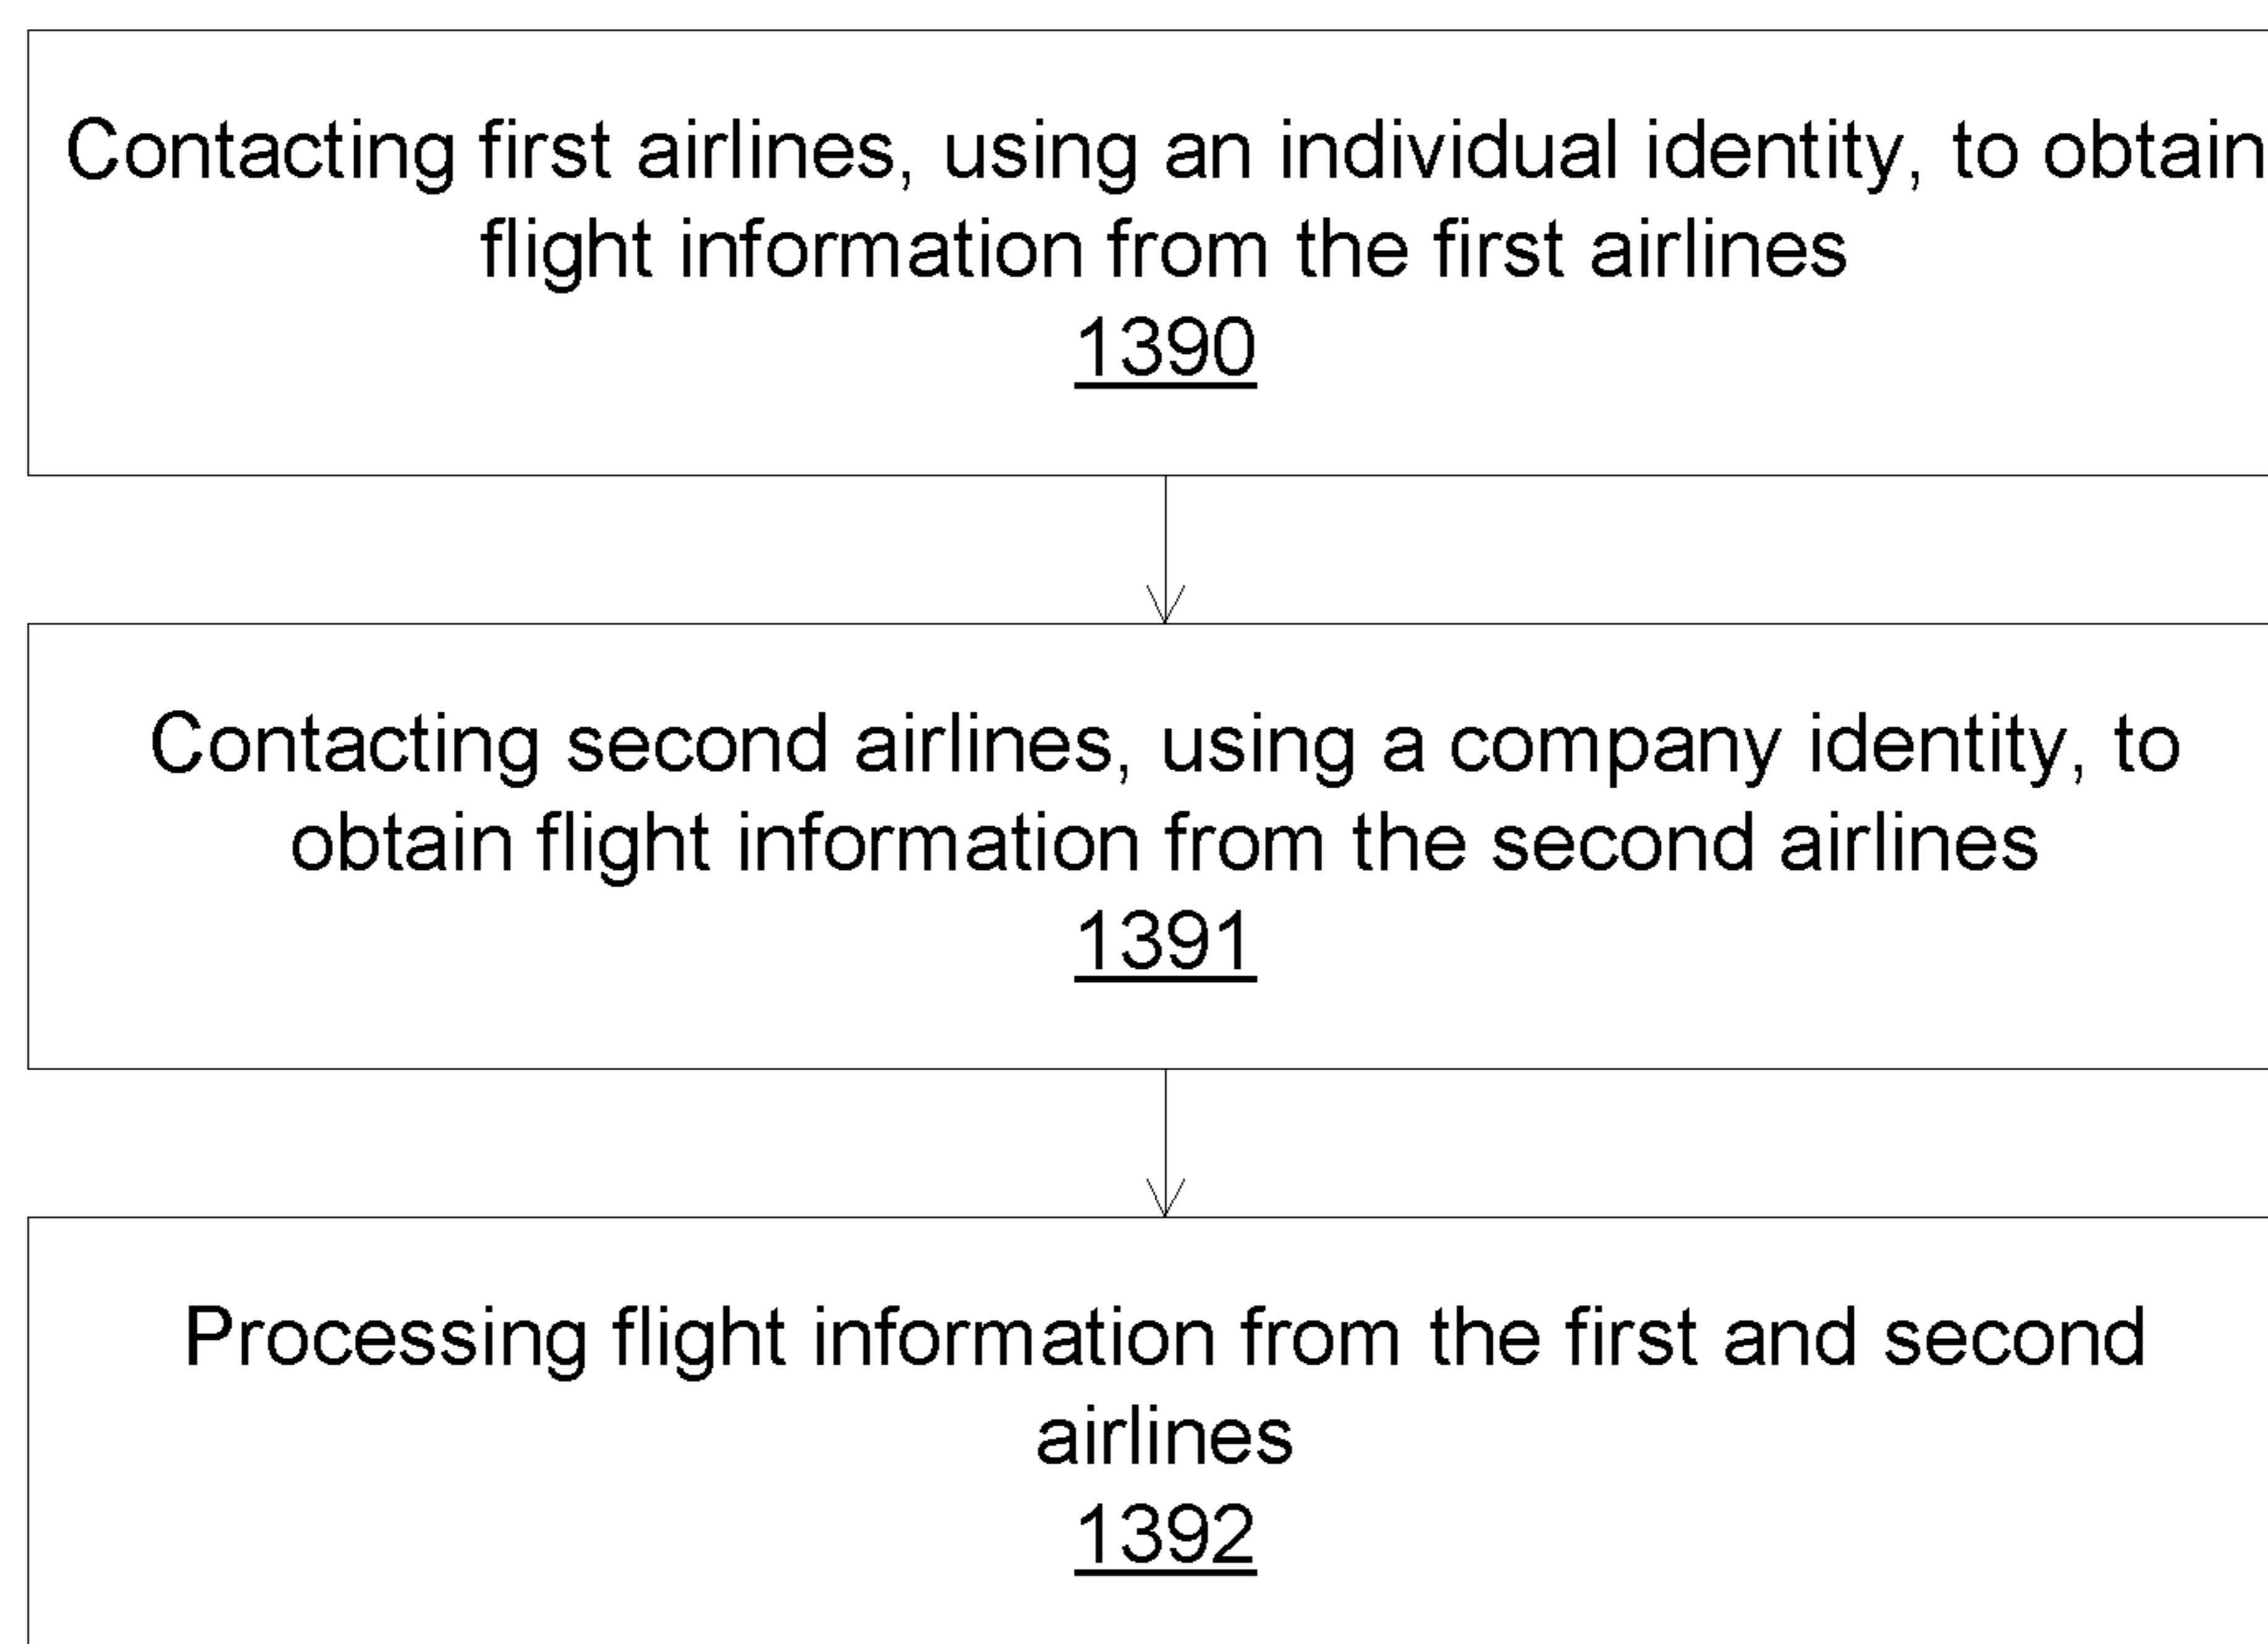 Contacting first airlines, using an individual identity, to obtain
flight information from the first airlines
1390
Contacting second airlines, using a company identity, to
obtain flight information from the second airlines
1391
Processing flight information from the first and second
airlines
1392